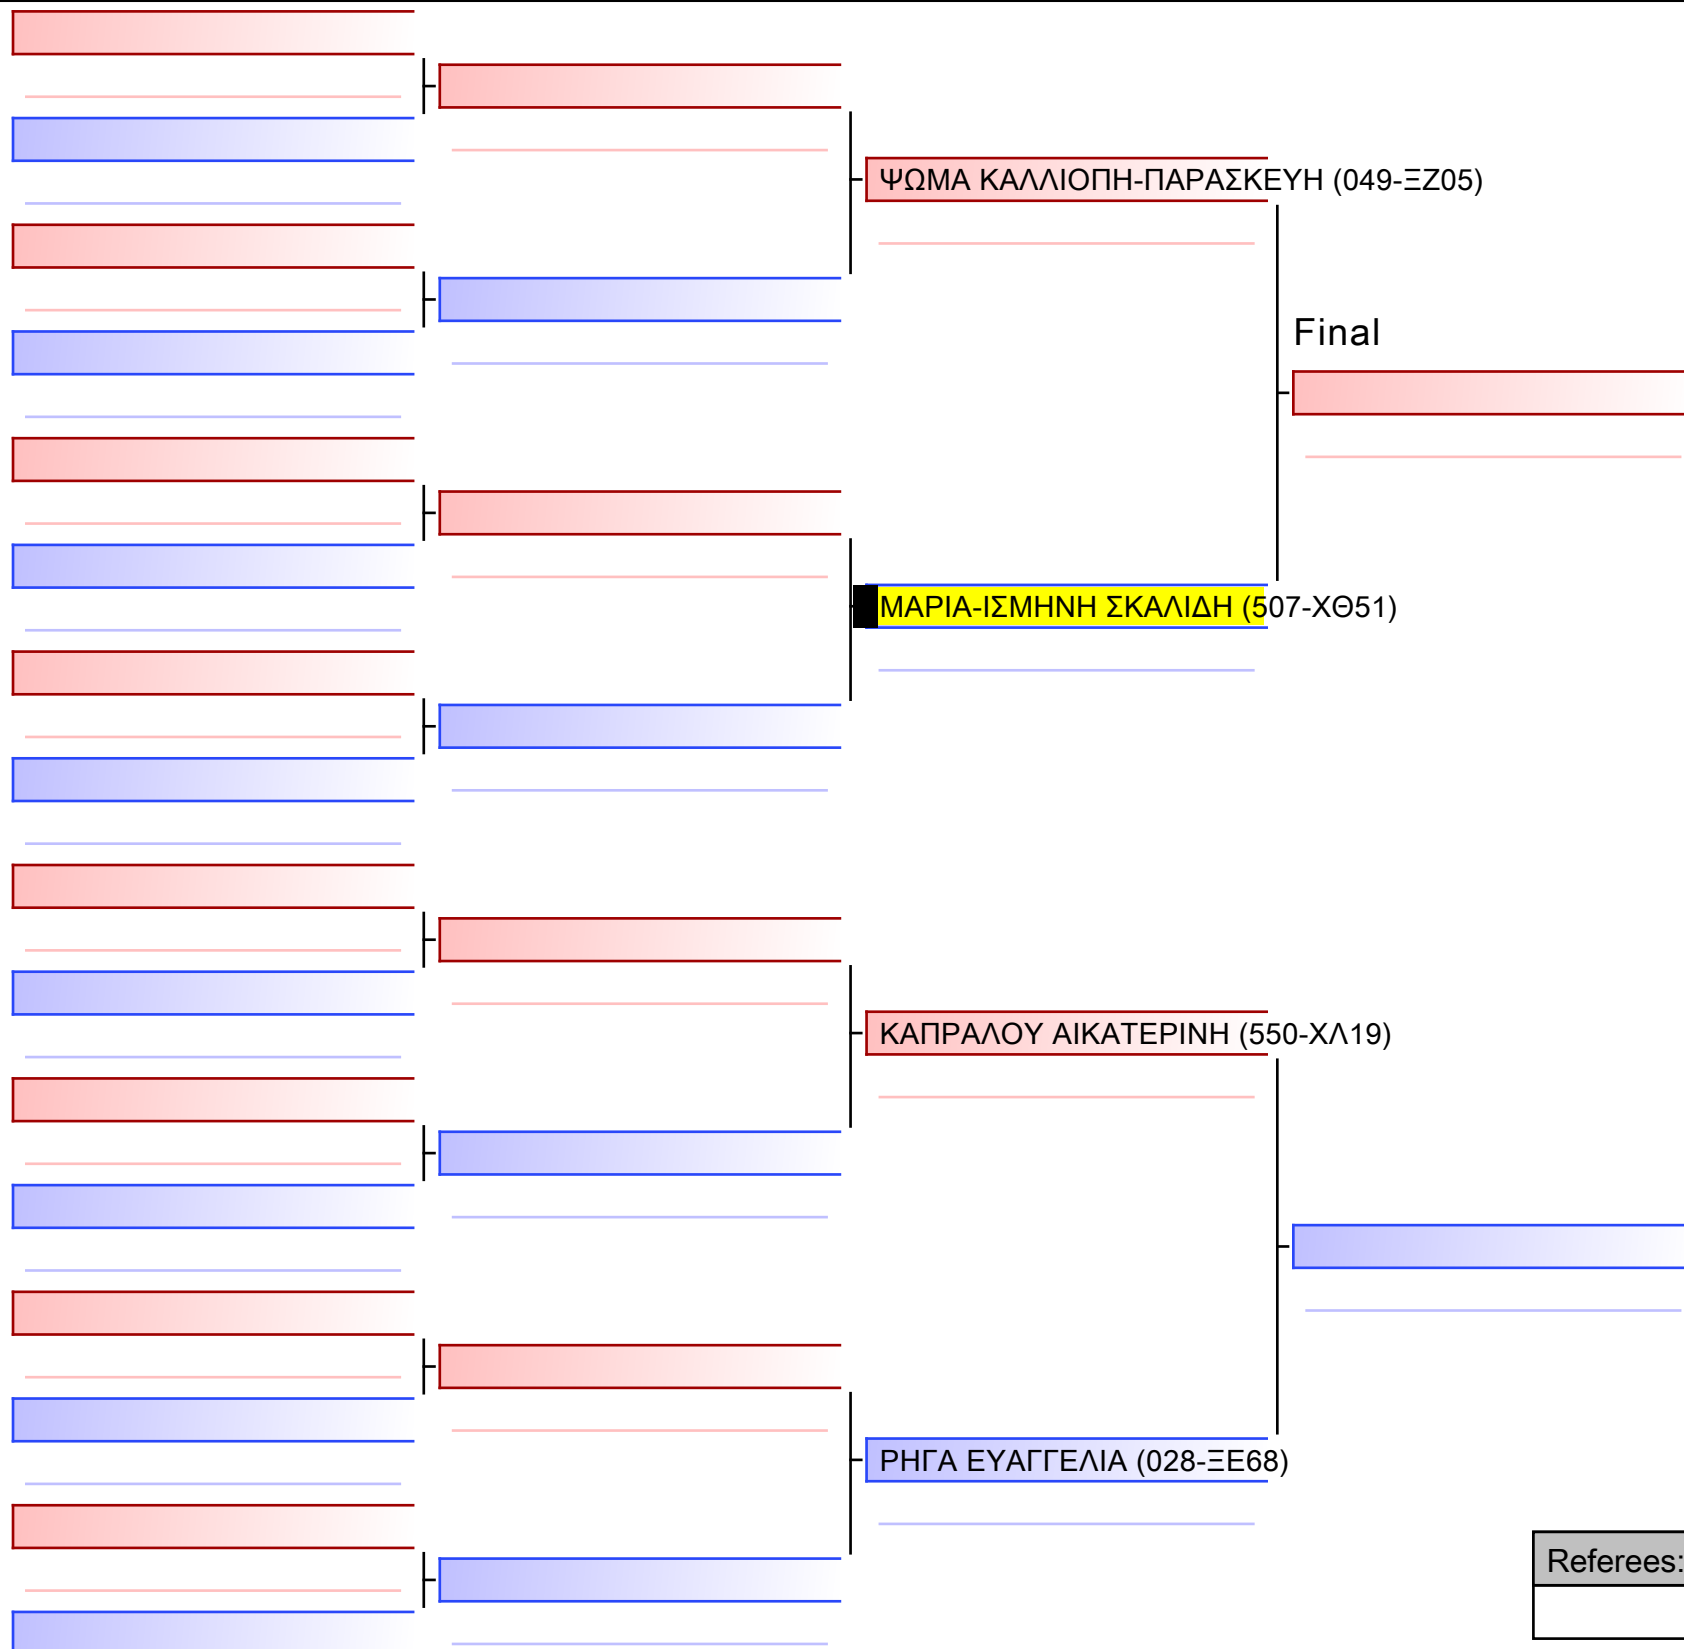 ΨΩΜΑ ΚΑΛΛΙΟΠΗ-ΠΑΡΑΣΚΕΥΗ (049-ΞΖ05)
Final
ΜΑΡΙΑ-ΙΣΜΗΝΗ ΣΚΑΛΙΔΗ (507-ΧΘ51)
ΚΑΠΡΑΛΟΥ ΑΙΚΑΤΕΡΙΝΗ (550-ΧΛ19)
ΡΗΓΑ ΕΥΑΓΓΕΛΙΑ (028-ΞΕ68)
Referees: